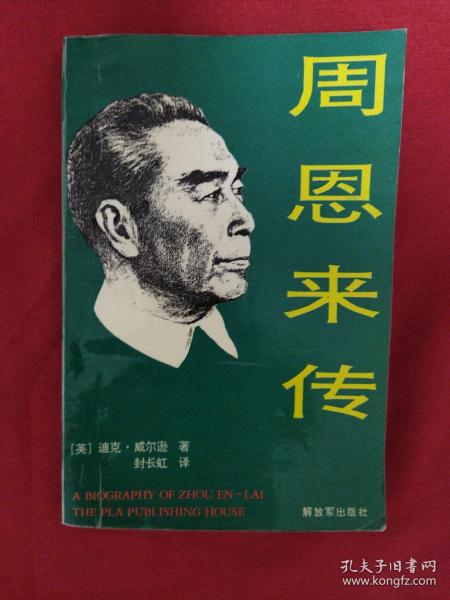 周恩来传
[英] 迪克·威尔逊 著
封长虹 译
A BIOGRAPHY OF ZHOU EN-LAI
THE PLA PUBLISHING HOUSE
解放军出版社
孔夫子旧书网
www.kongfz.com